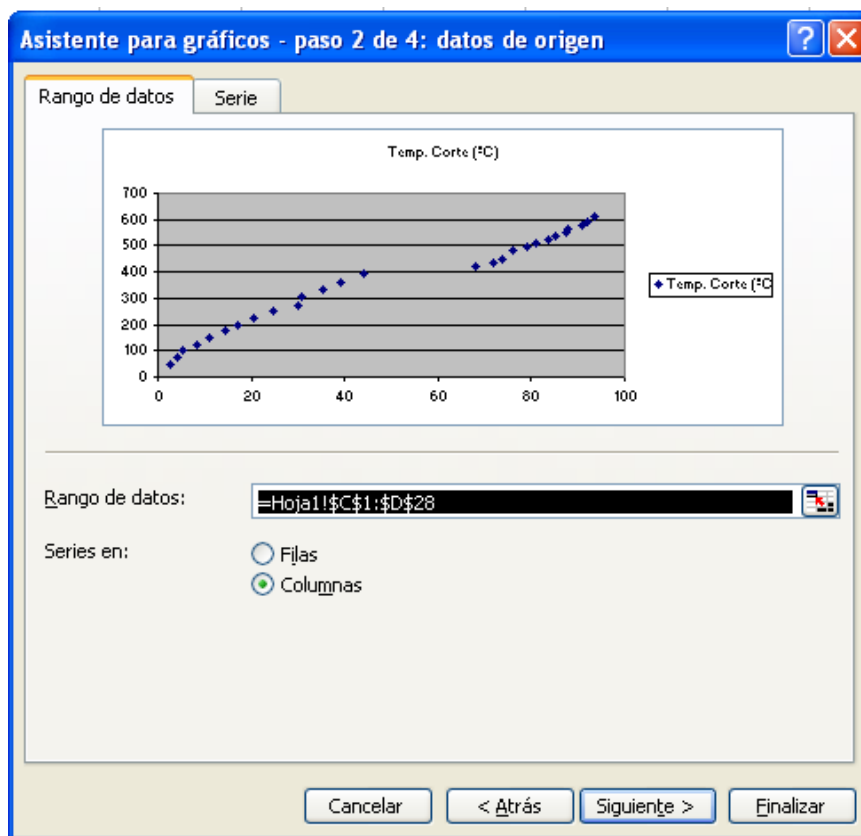 Asistente para gráficos - paso 2 de 4: datos de origen
Rango de datos
Serie
Temp. Corte (ºC)
700
600
500
400
300
200
100
0
0 20 40 60 80 100
Temp. Corte (ºC
Rango de datos:
=Hoja1!$C$1:$D$28
Series en:
Filas
Columnas
Cancelar
< Atrás
Siguiente >
Finalizar